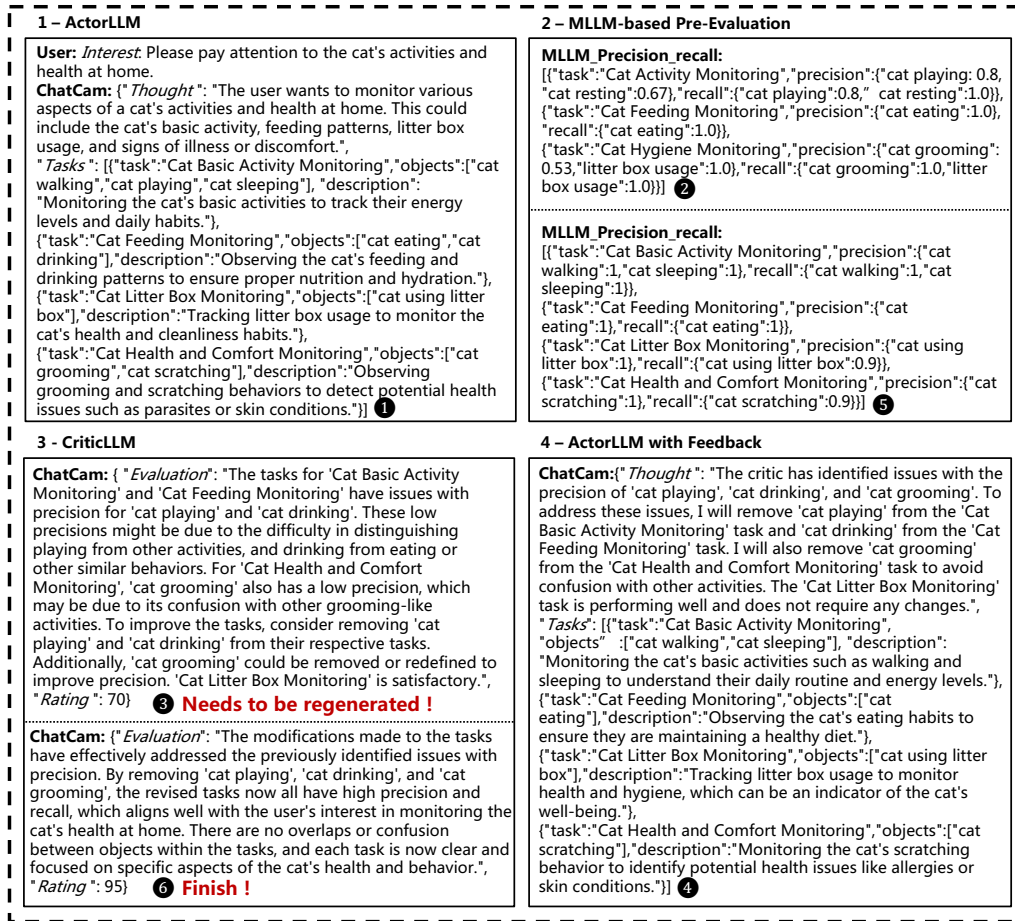 1 – ActorLLM
User: Interest: Please pay attention to the cat's activities and
health at home.
ChatCam: {"Thought ": "The user wants to monitor various
aspects of a cat's activities and health at home. This could
include the cat's basic activity, feeding patterns, litter box
usage, and signs of illness or discomfort.",
"Tasks ": [{"task":"Cat Basic Activity Monitoring","objects":["cat
walking","cat playing","cat sleeping"], "description":
"Monitoring the cat's basic activities to track their energy
levels and daily habits."},
{"task":"Cat Feeding Monitoring","objects":["cat eating","cat
drinking"],"description":"Observing the cat's feeding and
drinking patterns to ensure proper nutrition and hydration."},
{"task":"Cat Litter Box Monitoring","objects":["cat using litter
box"],"description":"Tracking litter box usage to monitor the
cat's health and cleanliness habits."},
{"task":"Cat Health and Comfort Monitoring","objects":["cat
grooming","cat scratching"],"description":"Observing
grooming and scratching behaviors to detect potential health
issues such as parasites or skin conditions."}] 1
2 – MLLM-based Pre-Evaluation
MLLM_Precision_recall:
[{"task":"Cat Activity Monitoring","precision":{"cat playing: 0.8,
"cat resting":0.67},"recall":{"cat playing":0.8,” cat resting":1.0}},
{"task":"Cat Feeding Monitoring","precision":{"cat eating":1.0},
"recall":{"cat eating":1.0}},
{"task":"Cat Hygiene Monitoring","precision":{"cat grooming":
0.53,"litter box usage":1.0},"recall":{"cat grooming":1.0,"litter
box usage":1.0}}] 2
MLLM_Precision_recall:
[{"task":"Cat Basic Activity Monitoring","precision":{"cat
walking":1,"cat sleeping":1},"recall":{"cat walking":1,"cat
sleeping":1}},
{"task":"Cat Feeding Monitoring","precision":{"cat
eating":1},"recall":{"cat eating":1}},
{"task":"Cat Litter Box Monitoring","precision":{"cat using
litter box":1},"recall":{"cat using litter box":0.9}},
{"task":"Cat Health and Comfort Monitoring","precision":{"cat
scratching":1},"recall":{"cat scratching":0.9}}] 5
3 - CriticLLM
ChatCam: { "Evaluation": "The tasks for 'Cat Basic Activity
Monitoring' and 'Cat Feeding Monitoring' have issues with
precision for 'cat playing' and 'cat drinking'. These low
precisions might be due to the difficulty in distinguishing
playing from other activities, and drinking from eating or
other similar behaviors. For 'Cat Health and Comfort
Monitoring', 'cat grooming' also has a low precision, which
may be due to its confusion with other grooming-like
activities. To improve the tasks, consider removing 'cat
playing' and 'cat drinking' from their respective tasks.
Additionally, 'cat grooming' could be removed or redefined to
improve precision. 'Cat Litter Box Monitoring' is satisfactory.",
"Rating ": 70} 3 Needs to be regenerated !
ChatCam: {"Evaluation": "The modifications made to the tasks
have effectively addressed the previously identified issues with
precision. By removing 'cat playing', 'cat drinking', and 'cat
grooming', the revised tasks now all have high precision and
recall, which aligns well with the user's interest in monitoring the
cat's health at home. There are no overlaps or confusion
between objects within the tasks, and each task is now clear and
focused on specific aspects of the cat's health and behavior.",
"Rating ": 95} 6 Finish !
4 – ActorLLM with Feedback
ChatCam:{"Thought ": "The critic has identified issues with the
precision of 'cat playing', 'cat drinking', and 'cat grooming'. To
address these issues, I will remove 'cat playing' from the 'Cat
Basic Activity Monitoring' task and 'cat drinking' from the 'Cat
Feeding Monitoring' task. I will also remove 'cat grooming'
from the 'Cat Health and Comfort Monitoring' task to avoid
confusion with other activities. The 'Cat Litter Box Monitoring'
task is performing well and does not require any changes.",
"Tasks": [{"task":"Cat Basic Activity Monitoring",
"objects” :["cat walking","cat sleeping"], "description":
"Monitoring the cat's basic activities such as walking and
sleeping to understand their daily routine and energy levels."},
{"task":"Cat Feeding Monitoring","objects":["cat
eating"],"description":"Observing the cat's eating habits to
ensure they are maintaining a healthy diet."},
{"task":"Cat Litter Box Monitoring","objects":["cat using litter
box"],"description":"Tracking litter box usage to monitor
health and hygiene, which can be an indicator of the cat's
well-being."},
{"task":"Cat Health and Comfort Monitoring","objects":["cat
scratching"],"description":"Monitoring the cat's scratching
behavior to identify potential health issues like allergies or
skin conditions."}] 4